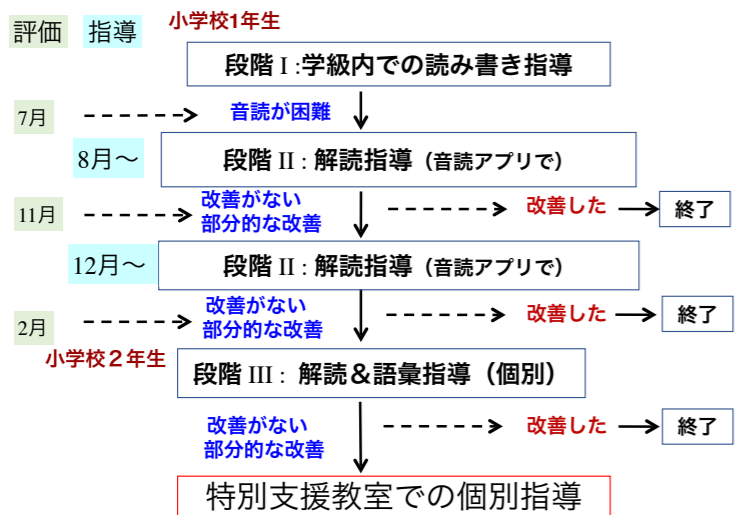 小学校1年生
評価 指導
段階 I :学級内での読み書き指導
7月
音読が困難
8月〜
段階 II : 解読指導（音読アプリで）
11月
改善がない
部分的な改善
改善した
終了
12月〜
段階 II : 解読指導（音読アプリで）
2月
改善がない
部分的な改善
改善した
終了
小学校２年生
段階 III : 解読＆語彙指導（個別）
改善がない
部分的な改善
改善した
終了
特別支援教室での個別指導